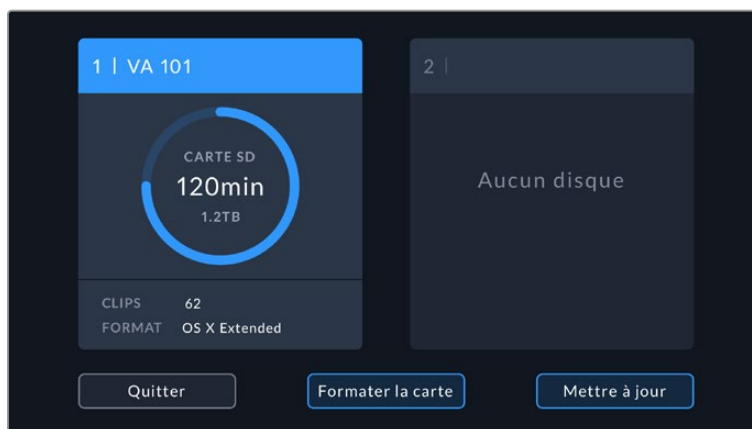 1 | VA 101
CARTE SD
120min
1.2TB
CLIPS 62
FORMAT OS X Extended
2 |
Aucun disque
Quitter
Formater la carte
Mettre à jour